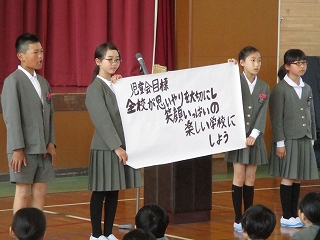 児童会目標
全校が思いやりを大切にし
笑顔いっぱいの
楽しい学校に
しよう